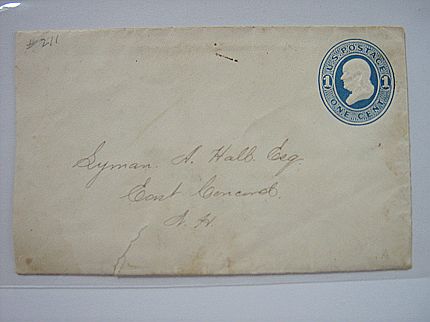 #211
U.S. POSTAGE
1 1
ONE CENT
Lyman. A. Hall. Esq.
East Concord
N. H.